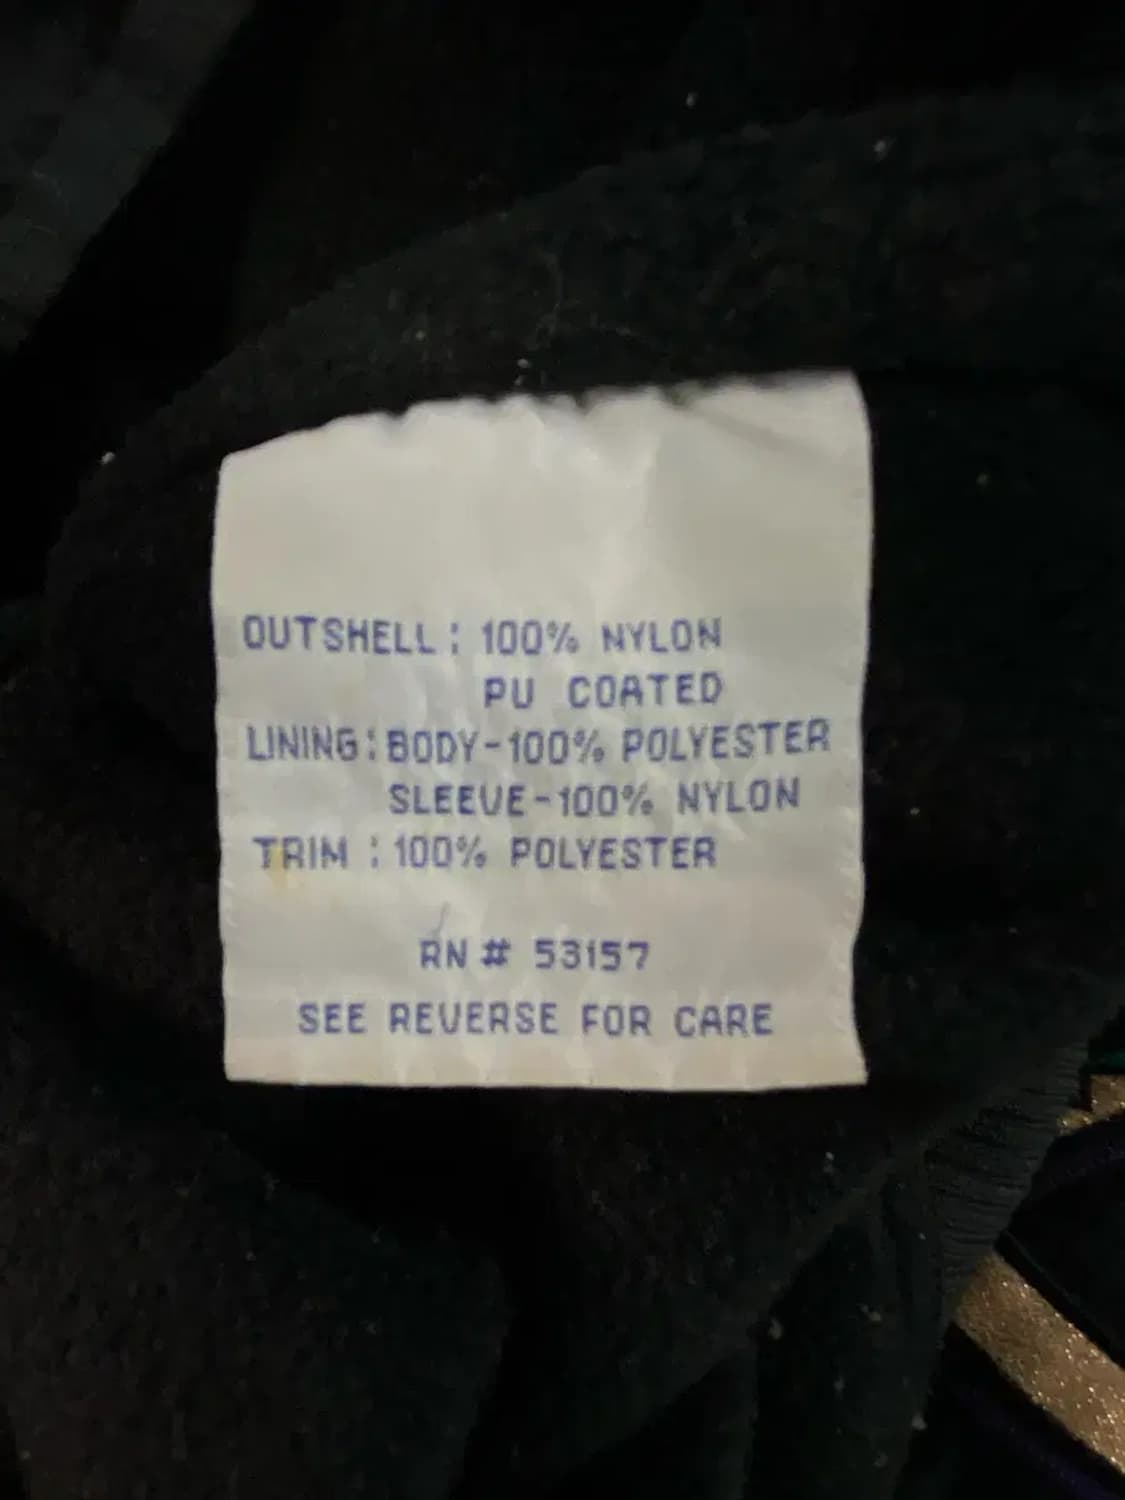 OUTSHELL: 100% NYLON
PU COATED
LINING: BODY-100% POLYESTER
SLEEVE-100% NYLON
TRIM : 100% POLYESTER
RN # 53157
SEE REVERSE FOR CARE